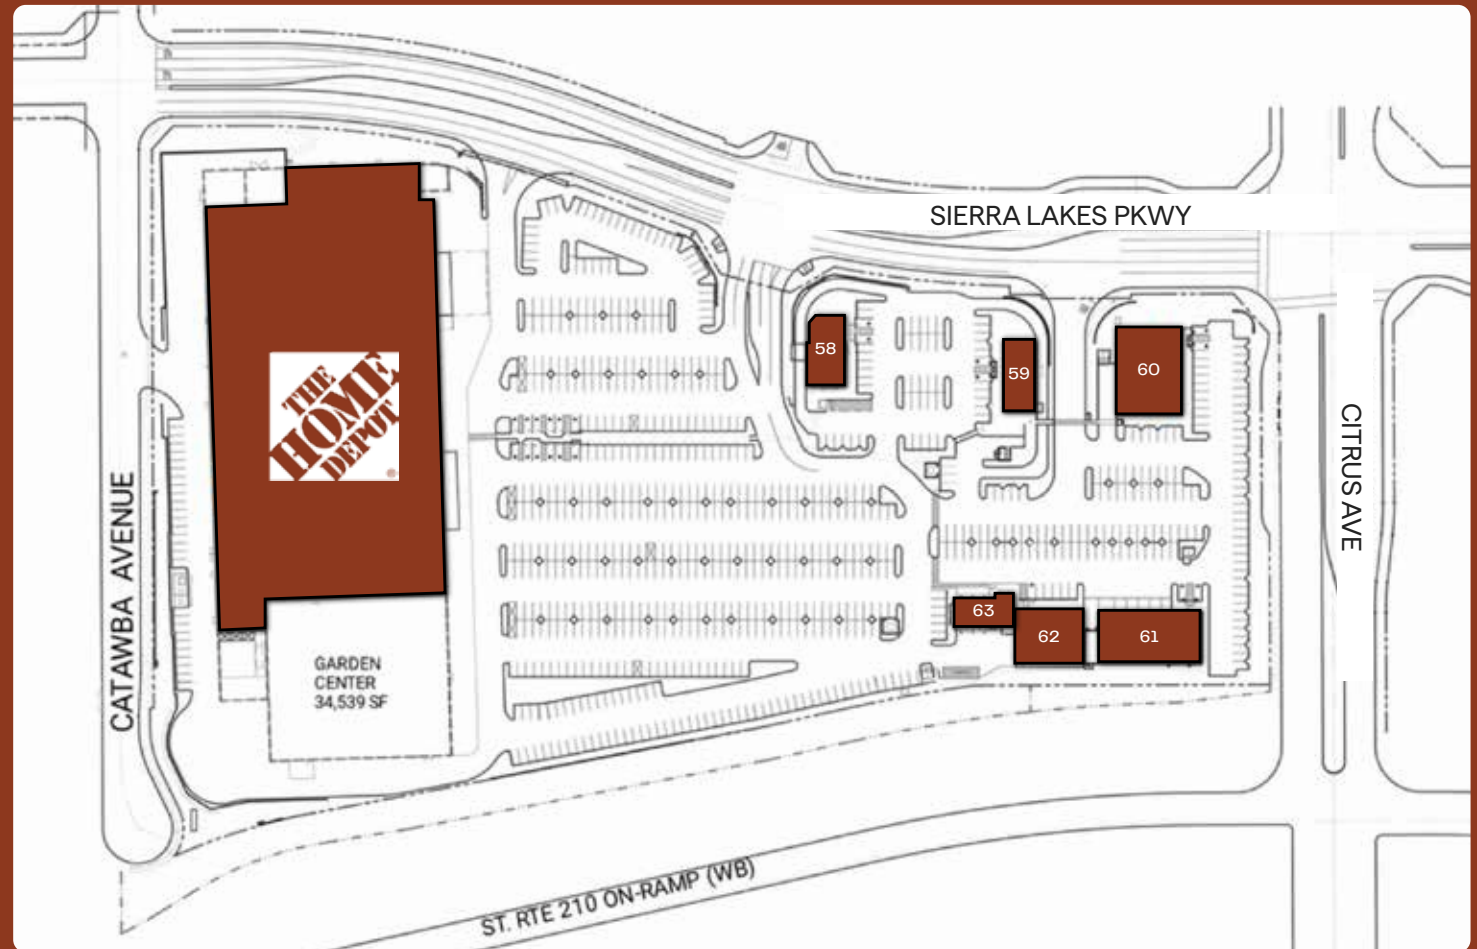 SIERRA LAKES PKWY
58
59
60
THE
HOME
DEPOT
CITRUS AVE
CATAWBA AVENUE
63
62
61
GARDEN
CENTER
34,539 SF
ST. RTE 210 ON-RAMP (WB)